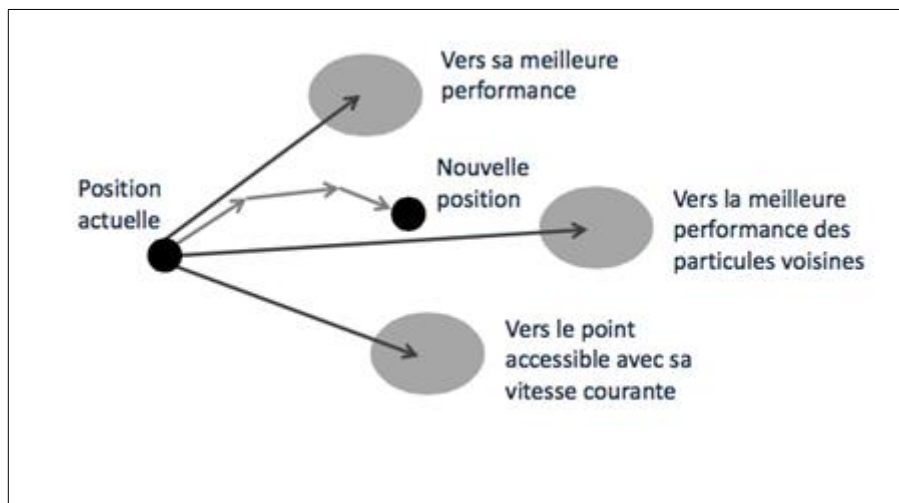 Vers sa meilleure
performance
Nouvelle
position
Position
actuelle
Vers la meilleure
performance des
particules voisines
Vers le point
accessible avec sa
vitesse courante